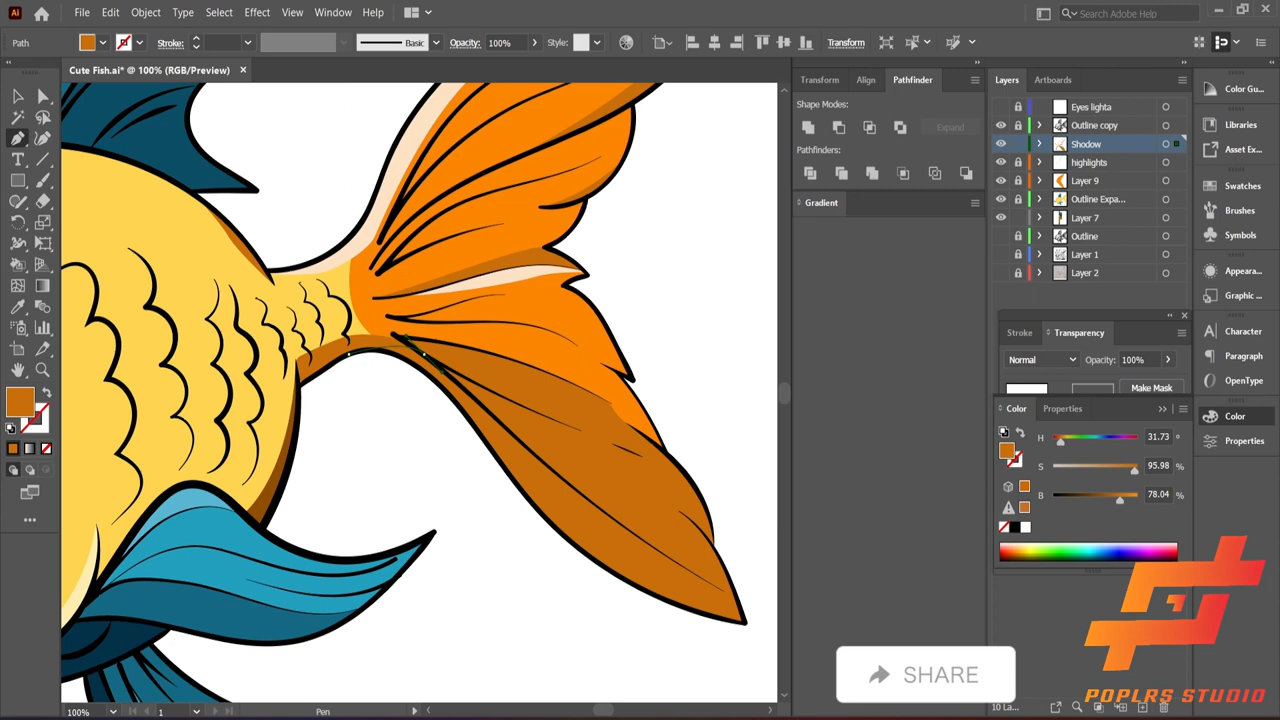 Ai File Edit Object Type Select Effect View Window Help Search Adobe Help
Path Stroke: Basic Opacity: 100% Style: Transform
Cute Fish.ai* @ 100% (RGB/Preview) ×
Transform Align Pathfinder
Shape Modes:
Expand
Pathfinders:
Gradient
Layers Artboards
Eyes lighta
Outline copy
Shodow
highlights
Layer 9
Outline Expa...
Layer 7
Outline
Layer 1
Layer 2
Stroke Transparency
Normal Opacity: 100%
Make Mask
Color Properties
H 31.73 °
S 95.98 %
B 78.04 %
Color Gu...
Libraries
Asset Ex...
Swatches
Brushes
Symbols
Appeara...
Graphic ...
Character
Paragraph
OpenType
Color
Properties
SHARE
POPLRS STUDIO
100% 1 Pen
10 La...